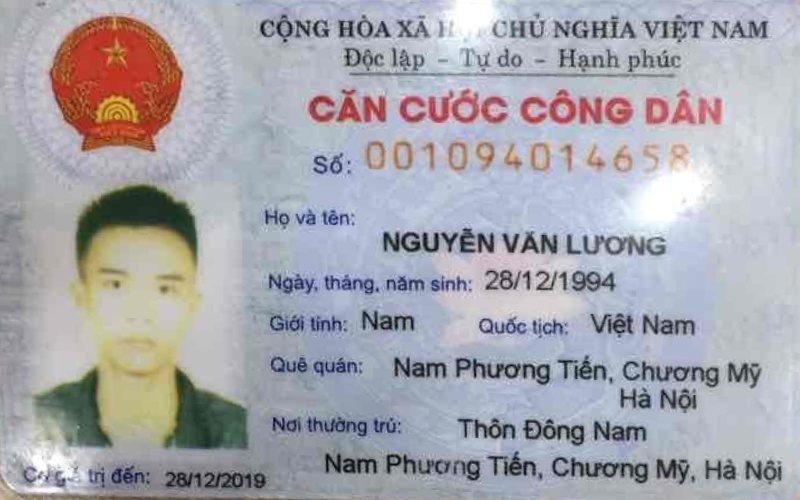 CỘNG HÒA XÃ HỘI CHỦ NGHĨA VIỆT NAM
Độc lập - Tự do - Hạnh phúc
CĂN CƯỚC CÔNG DÂN
Số: 001094014658
Họ và tên:
NGUYỄN VĂN LƯƠNG
Ngày, tháng, năm sinh: 28/12/1994
Giới tính: Nam Quốc tịch: Việt Nam
Quê quán: Nam Phương Tiến, Chương Mỹ
Hà Nội
Nơi thường trú: Thôn Đông Nam
Nam Phương Tiến, Chương Mỹ, Hà Nội
Có giá trị đến: 28/12/2019